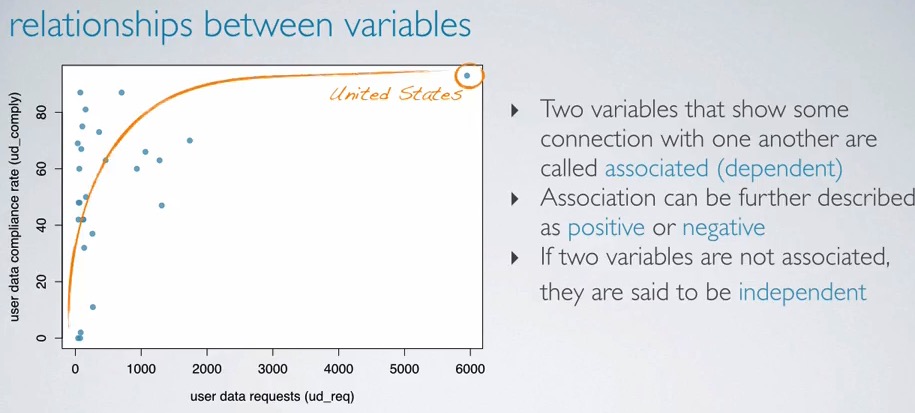 relationships between variables
user data compliance rate (ud_comply)
80
60
40
20
0
United States
0 1000 2000 3000 4000 5000 6000
user data requests (ud_req)
Two variables that show some
connection with one another are
called associated (dependent)
Association can be further described
as positive or negative
If two variables are not associated,
they are said to be independent